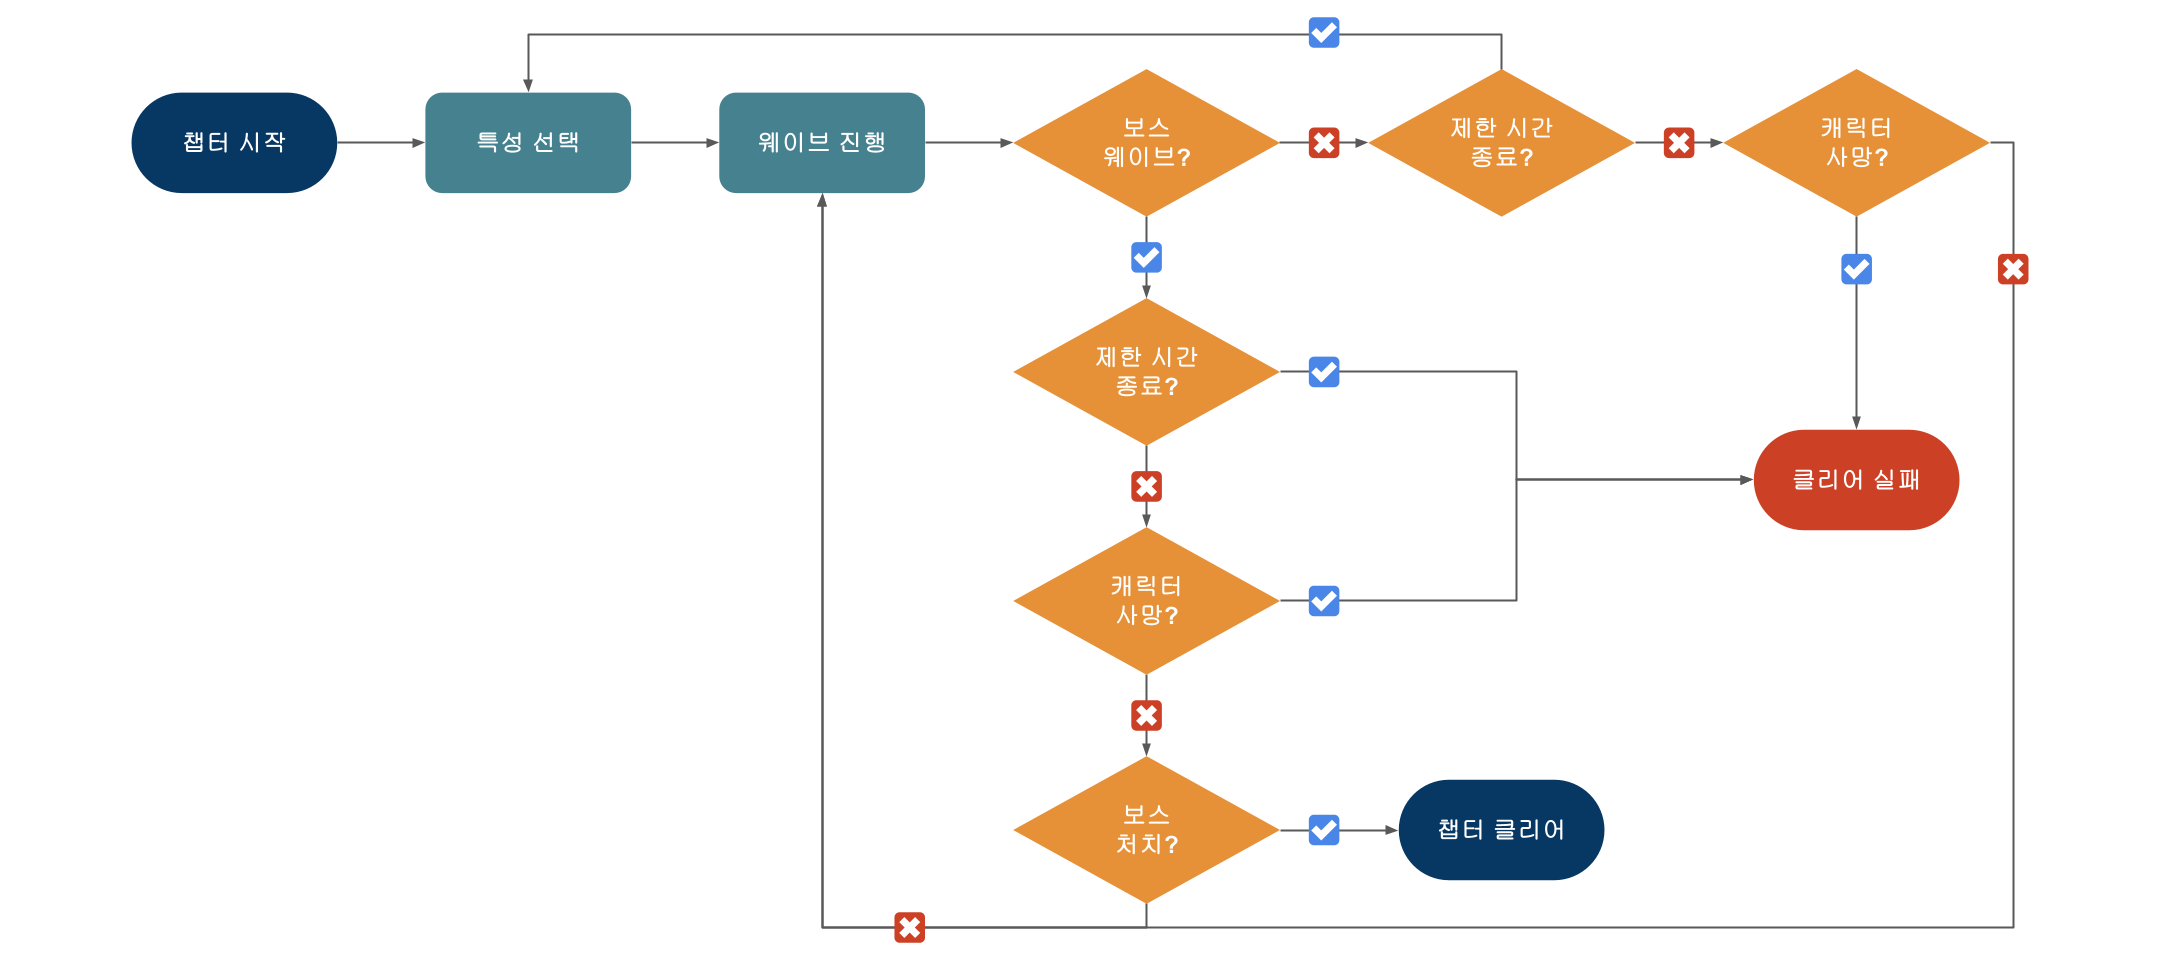 챕터 시작
특성 선택
웨이브 진행
보스
웨이브?
제한 시간
종료?
캐릭터
사망?
제한 시간
종료?
클리어 실패
캐릭터
사망?
보스
처치?
챕터 클리어